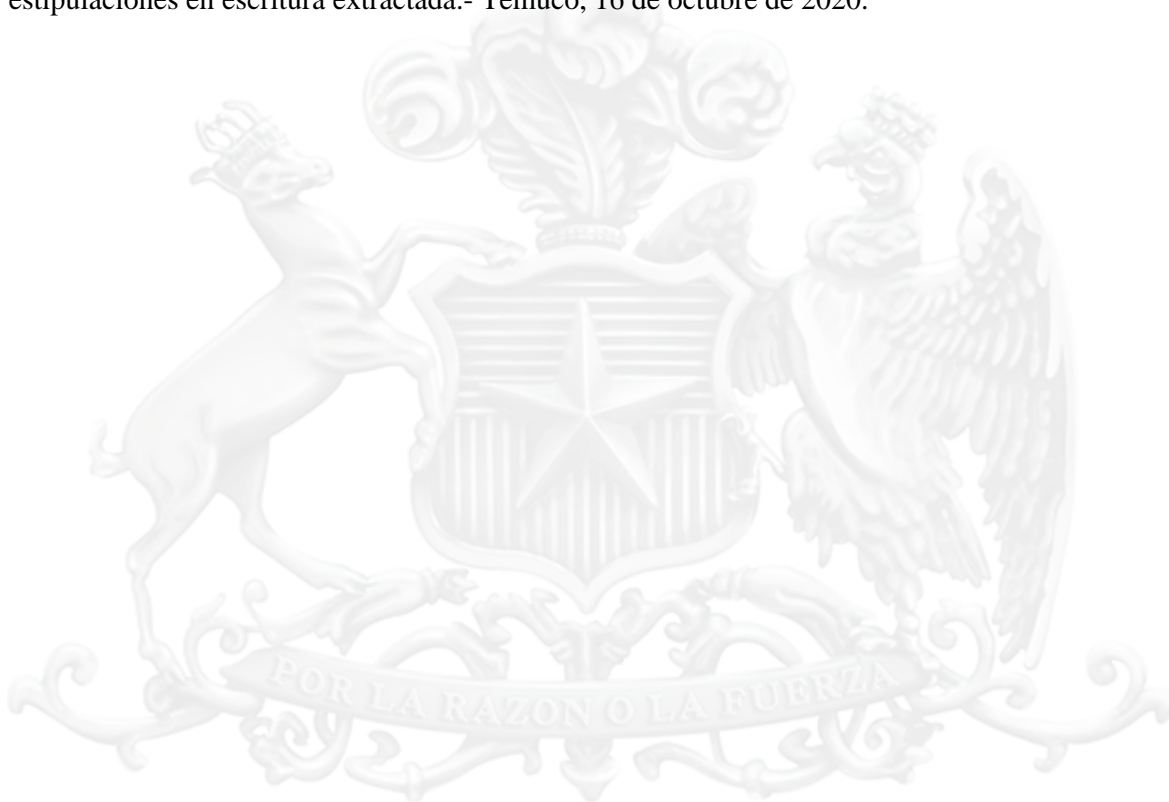 estipulaciones en escritura extractada.- Temuco, 16 de octubre de 2020.
POR LA RAZON O LA FUERZA